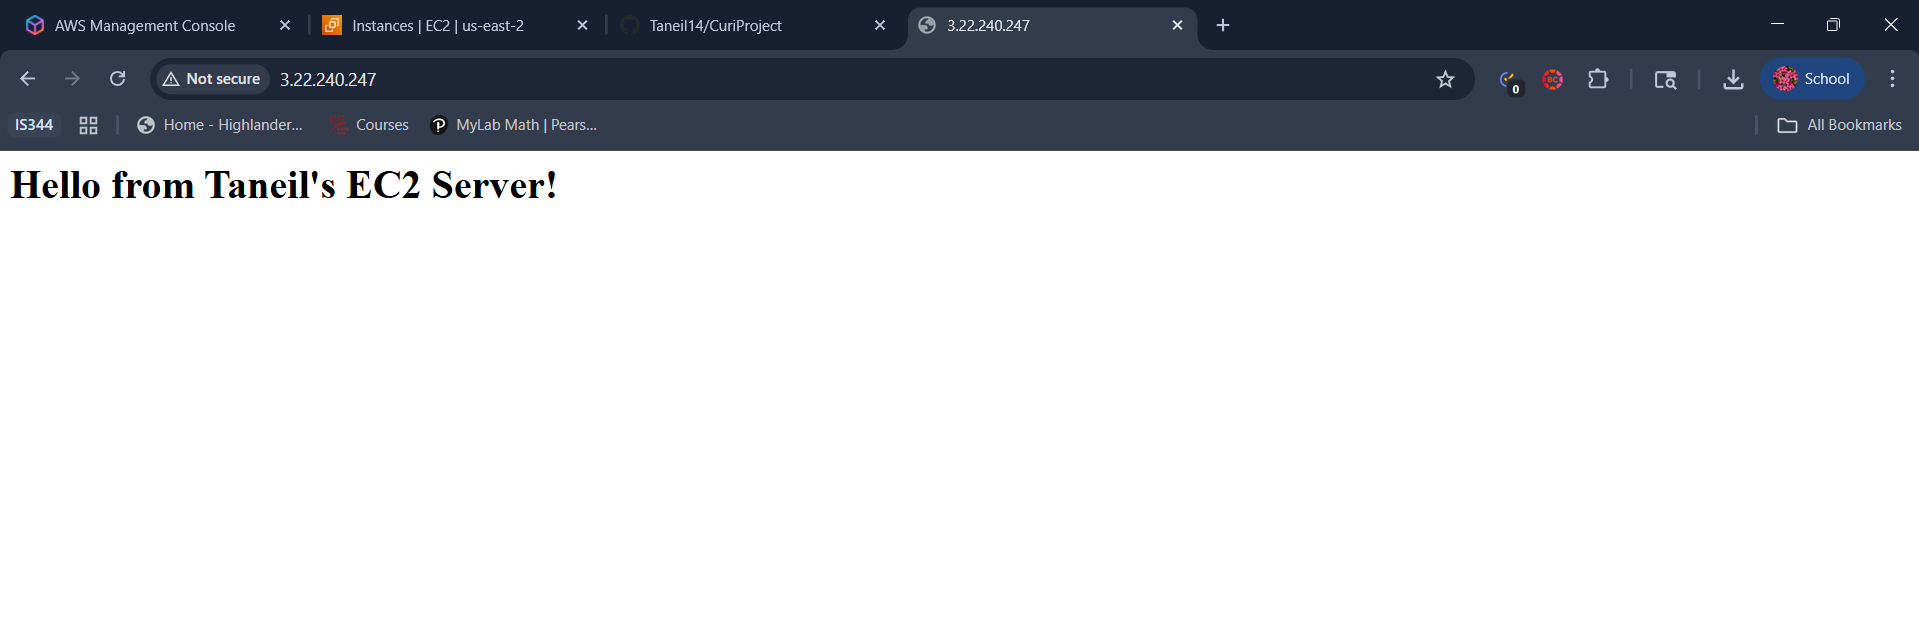 AWS Management Console
Instances | EC2 | us-east-2
Taneil14/CuriProject
3.22.240.247
Not secure
3.22.240.247
0
BC
School
IS344
Home - Highlander...
Courses
MyLab Math | Pears...
All Bookmarks
Hello from Taneil's EC2 Server!